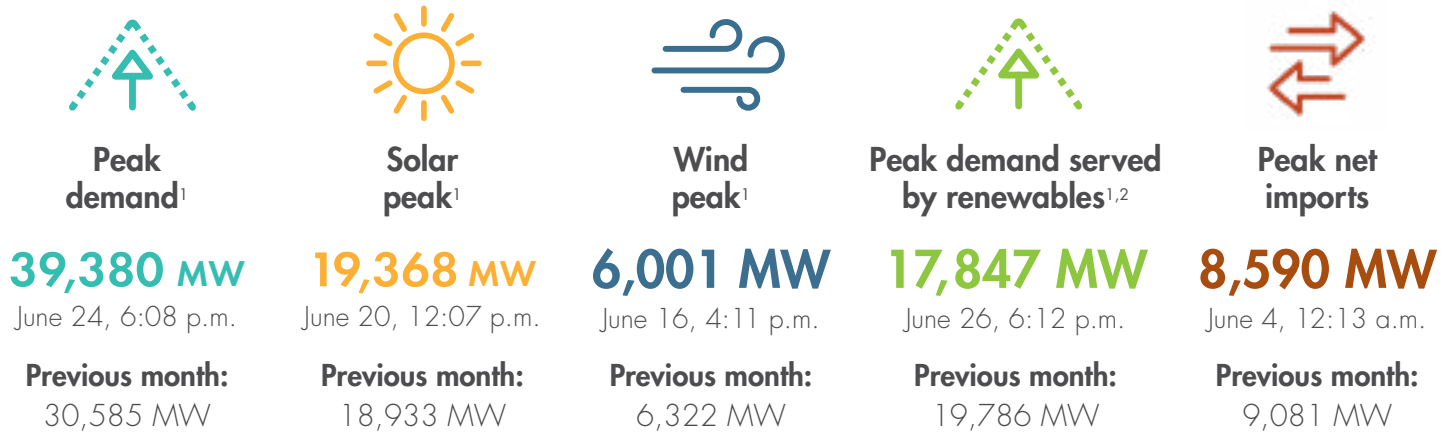 Peak
demand¹
39,380 MW
June 24, 6:08 p.m.
Previous month:
30,585 MW
Solar
peak¹
19,368 MW
June 20, 12:07 p.m.
Previous month:
18,933 MW
Wind
peak¹
6,001 MW
June 16, 4:11 p.m.
Previous month:
6,322 MW
Peak demand served
by renewables¹,²
17,847 MW
June 26, 6:12 p.m.
Previous month:
19,786 MW
Peak net
imports
8,590 MW
June 4, 12:13 a.m.
Previous month:
9,081 MW